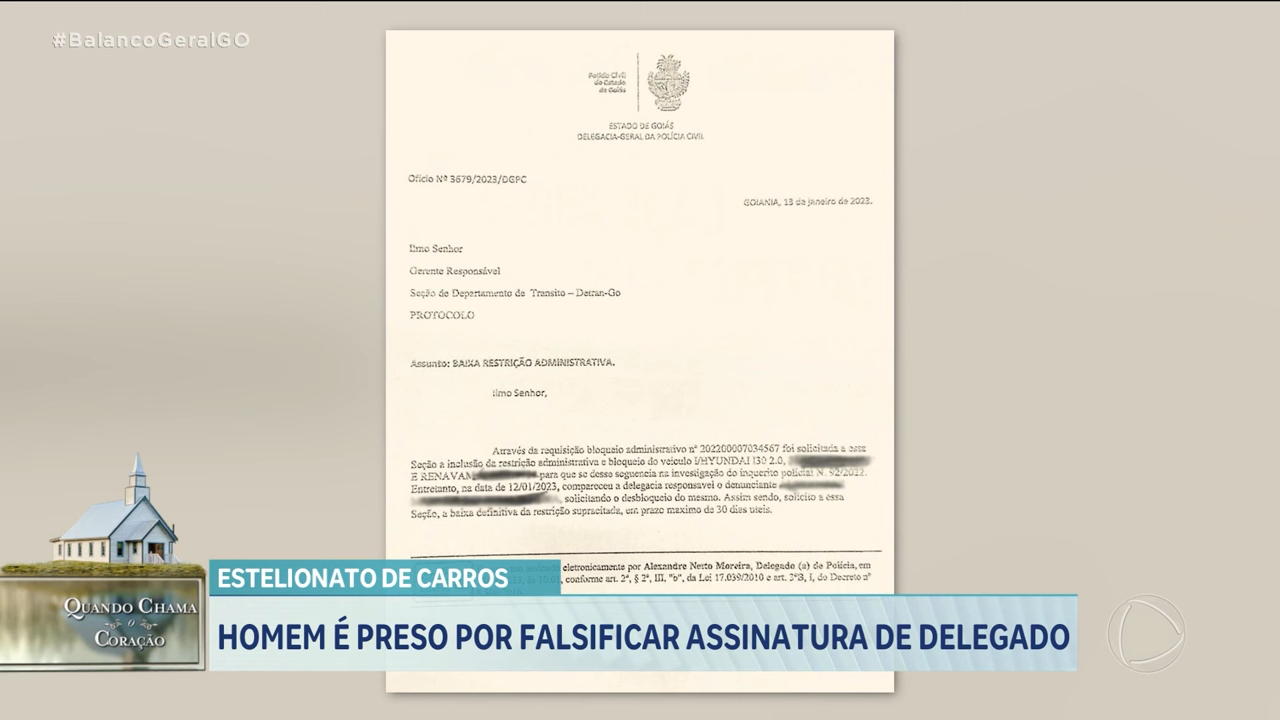 #BalancoGeralGO
Polícia Civil
do Estado
de Goiás
ESTADO DE GOIÁS
DELEGACIA-GERAL DA POLÍCIA CIVIL
Ofício Nº 3679/2023/DGPC
GOIANIA, 13 de janeiro de 2023.
Ilmo Senhor
Gerente Responsável
Seção de Departamento de Transito – Detran-Go
PROTOCOLO
Assunto: BAIXA RESTRIÇÃO ADMINISTRATIVA.
Ilmo Senhor,
Através da requisição bloqueio administrativo nº 202200007034567 foi solicitada a essa
Seção a inclusão da restrição administrativa e bloqueio do veiculo I/HYUNDAI I30 2.0,
E RENAVAM para que se desse seguencia na investigação do inquerito policial N. 92/2022.
Entretanto, na data de 12/01/2023, compareceu a delegacia responsavel o denunciante
, solicitando o desbloqueio do mesmo. Assim sendo, solicito a essa
Seção, a baixa definitiva da restrição supracitada, em prazo maximo de 30 dias uteis.
eletronicamente por Alexandre Netto Moreira, Delegado (a) de Polícia, em
, conforme art. 2º, § 2º, III, "b", da Lei 17.039/2010 e art. 3ºB, I, do Decreto nº
ESTELIONATO DE CARROS
HOMEM É PRESO POR FALSIFICAR ASSINATURA DE DELEGADO
QUANDO CHAMA
O
CORAÇÃO